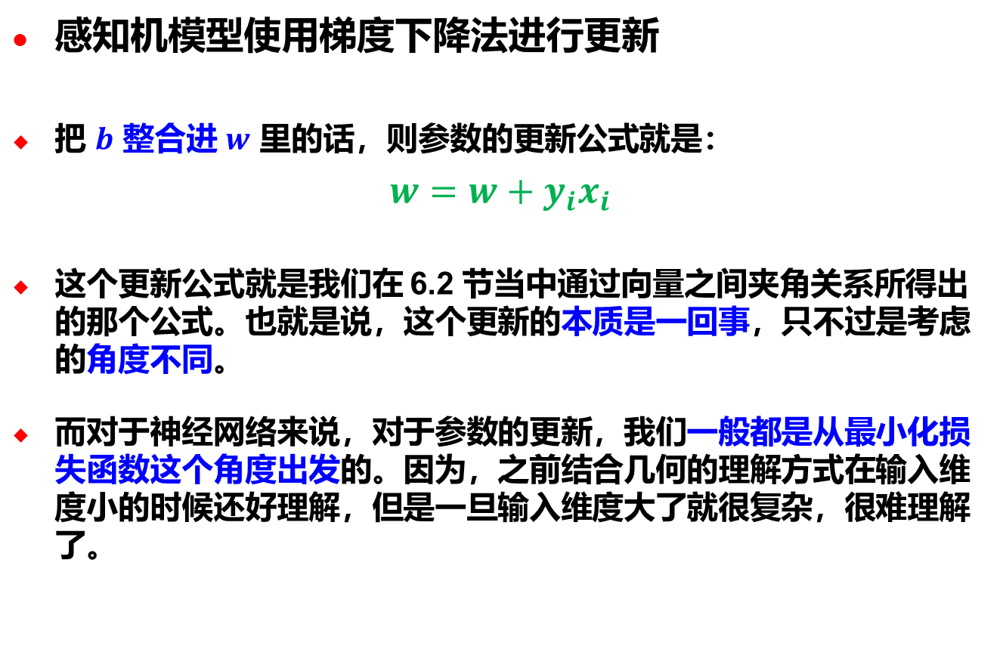 感知机模型使用梯度下降法进行更新
把 b 整合进 w 里的话，则参数的更新公式就是：
w = w + yᵢxᵢ
这个更新公式就是我们在 6.2 节当中通过向量之间夹角关系所得出
的那个公式。也就是说，这个更新的本质是一回事，只不过是考虑
的角度不同。
而对于神经网络来说，对于参数的更新，我们一般都是从最小化损
失函数这个角度出发的。因为，之前结合几何的理解方式在输入维
度小的时候还好理解，但是一旦输入维度大了就很复杂，很难理解
了。